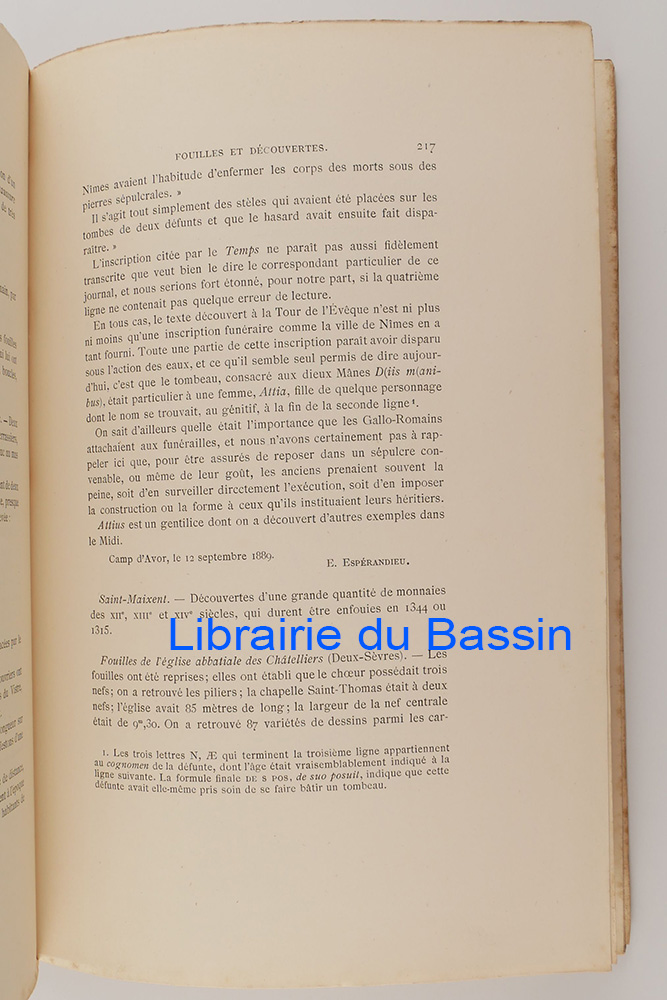 FOUILLES ET DÉCOUVERTES. 217
Nîmes avaient l'habitude d'enfermer les corps des morts sous des
pierres sépulcrales. »
Il s'agit tout simplement des stèles qui avaient été placées sur les
tombes de deux défunts et que le hasard avait ensuite fait dispa-
raître. »
L'inscription citée par le Temps ne paraît pas aussi fidèlement
transcrite que veut bien le dire le correspondant particulier de ce
journal, et nous serions fort étonné, pour notre part, si la quatrième
ligne ne contenait pas quelque erreur de lecture.
En tous cas, le texte découvert à la Tour de l'Évêque n'est ni plus
ni moins qu'une inscription funéraire comme la ville de Nîmes en a
tant fourni. Toute une partie de cette inscription paraît avoir disparu
sous l'action des eaux, et ce qu'il semble seul permis de dire aujour-
d'hui, c'est que le tombeau, consacré aux dieux Mânes D(iis m(ani-
bus), était particulier à une femme, Attia, fille de quelque personnage
dont le nom se trouvait, au génitif, à la fin de la seconde ligne¹.
On sait d'ailleurs quelle était l'importance que les Gallo-Romains
attachaient aux funérailles, et nous n'avons certainement pas à rap-
peler ici que, pour être assurés de reposer dans un sépulcre con-
venable, ou même de leur goût, les anciens prenaient souvent la
peine, soit d'en surveiller directement l'exécution, soit d'en imposer
la construction ou la forme à ceux qu'ils instituaient leurs héritiers.
Attius est un gentilice dont on a découvert d'autres exemples dans
le Midi.
Camp d'Avor, le 12 septembre 1889.
E. ESPÉRANDIEU.
Saint-Maixent. — Découvertes d'une grande quantité de monnaies
des XIIᵉ, XIIIᵉ et XIVᵉ siècles, qui durent être enfouies en 1344 ou
1315.
Librairie du Bassin
Fouilles de l'église abbatiale des Châtelliers (Deux-Sèvres). — Les
fouilles ont été reprises; elles ont établi que le chœur possédait trois
nefs; on a retrouvé les piliers; la chapelle Saint-Thomas était à deux
nefs; l'église avait 85 mètres de long; la largeur de la nef centrale
était de 9ᵐ,30. On a retrouvé 87 variétés de dessins parmi les car-
1. Les trois lettres N, Æ qui terminent la troisième ligne appartiennent
au cognomen de la défunte, dont l'âge était vraisemblablement indiqué à la
ligne suivante. La formule finale DE S POS, de suo posuit, indique que cette
défunte avait elle-même pris soin de se faire bâtir un tombeau.